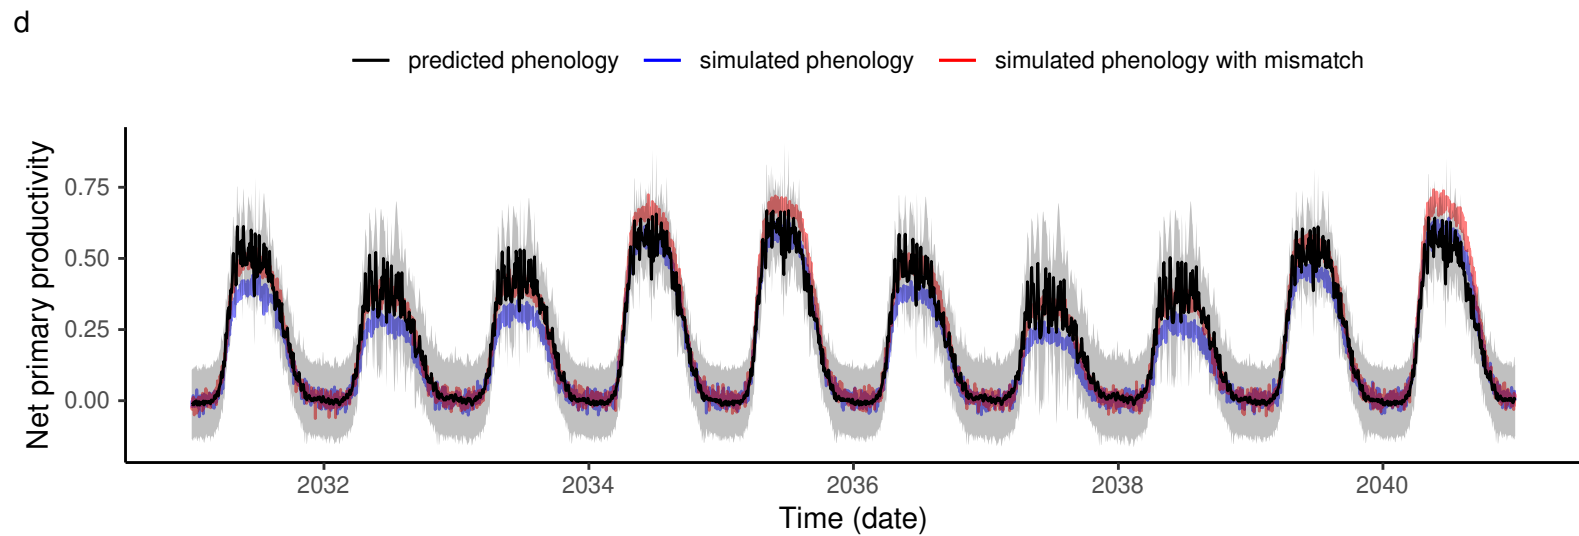 d
predicted phenology simulated phenology simulated phenology with mismatch
Net primary productivity
0.75
0.50
0.25
0.00
2032 2034 2036 2038 2040
Time (date)